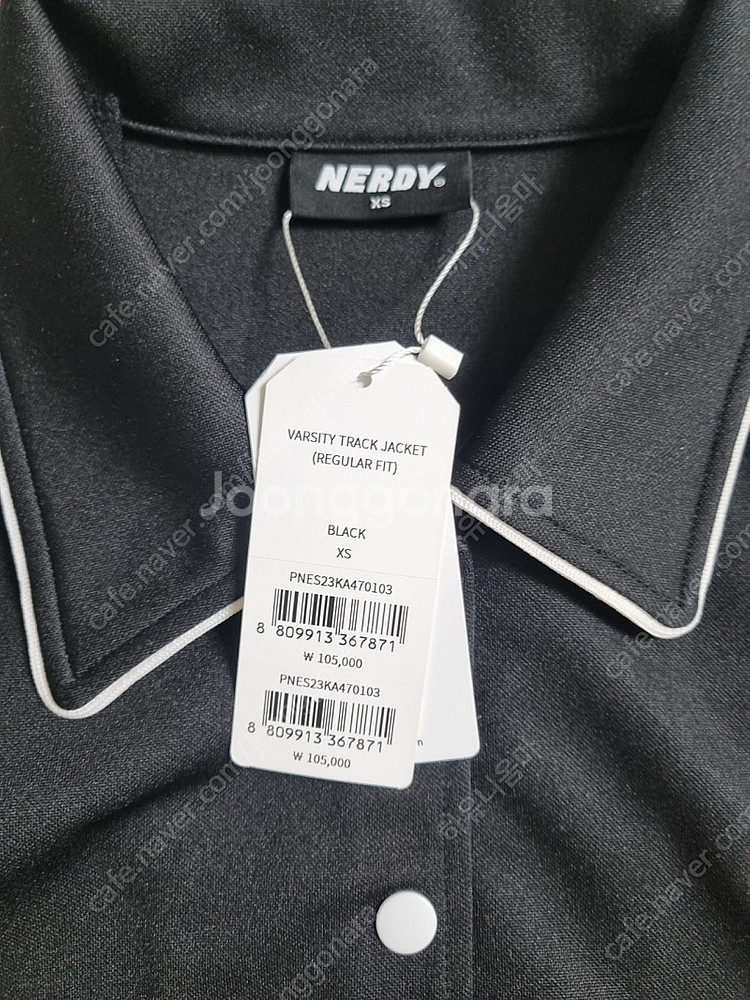 NERDY®
XS
VARSITY TRACK JACKET
(REGULAR FIT)
Joonggonara
BLACK
XS
PNES23KA470103
8 809913 367871
₩ 105,000
PNES23KA470103
8 809913 367871
₩ 105,000
cafe.naver.com/joonggonara